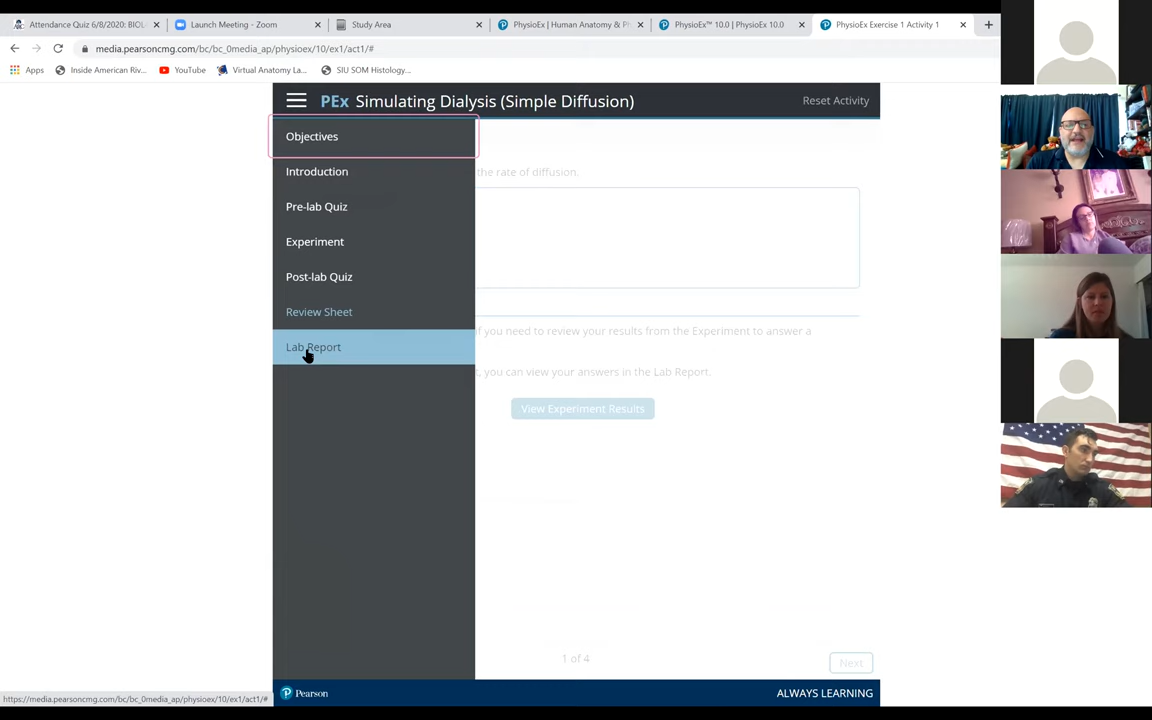 Attendance Quiz 6/8/2020: BIOL
Launch Meeting - Zoom
Study Area
PhysioEx | Human Anatomy & Ph
PhysioEx™ 10.0 | PhysioEx 10.0
PhysioEx Exercise 1 Activity 1
media.pearsoncmg.com/bc/bc_0media_ap/physioex/10/ex1/act1/#
Apps
Inside American Riv...
YouTube
Virtual Anatomy La...
SIU SOM Histology...
PEx Simulating Dialysis (Simple Diffusion)
Reset Activity
Objectives
Introduction
the rate of diffusion.
Pre-lab Quiz
Experiment
Post-lab Quiz
Review Sheet
if you need to review your results from the Experiment to answer a
Lab Report
, you can view your answers in the Lab Report.
View Experiment Results
1 of 4
Next
https://media.pearsoncmg.com/bc/bc_0media_ap/physioex/10/ex1/act1/#
Pearson
ALWAYS LEARNING